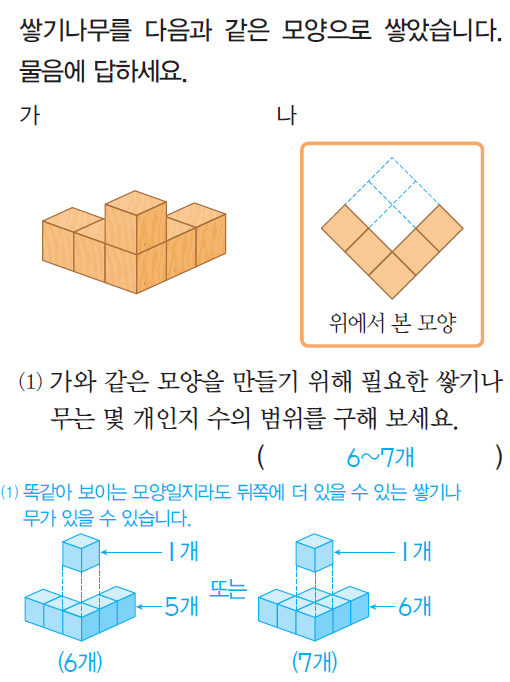 쌓기나무를 다음과 같은 모양으로 쌓았습니다.
물음에 답하세요.
가 나
위에서 본 모양
(1) 가와 같은 모양을 만들기 위해 필요한 쌓기나
무는 몇 개인지 수의 범위를 구해 보세요.
( 6~7개 )
(1) 똑같아 보이는 모양일지라도 뒤쪽에 더 있을 수 있는 쌓기나
무가 있을 수 있습니다.
1개 1개
또는
5개 6개
(6개) (7개)